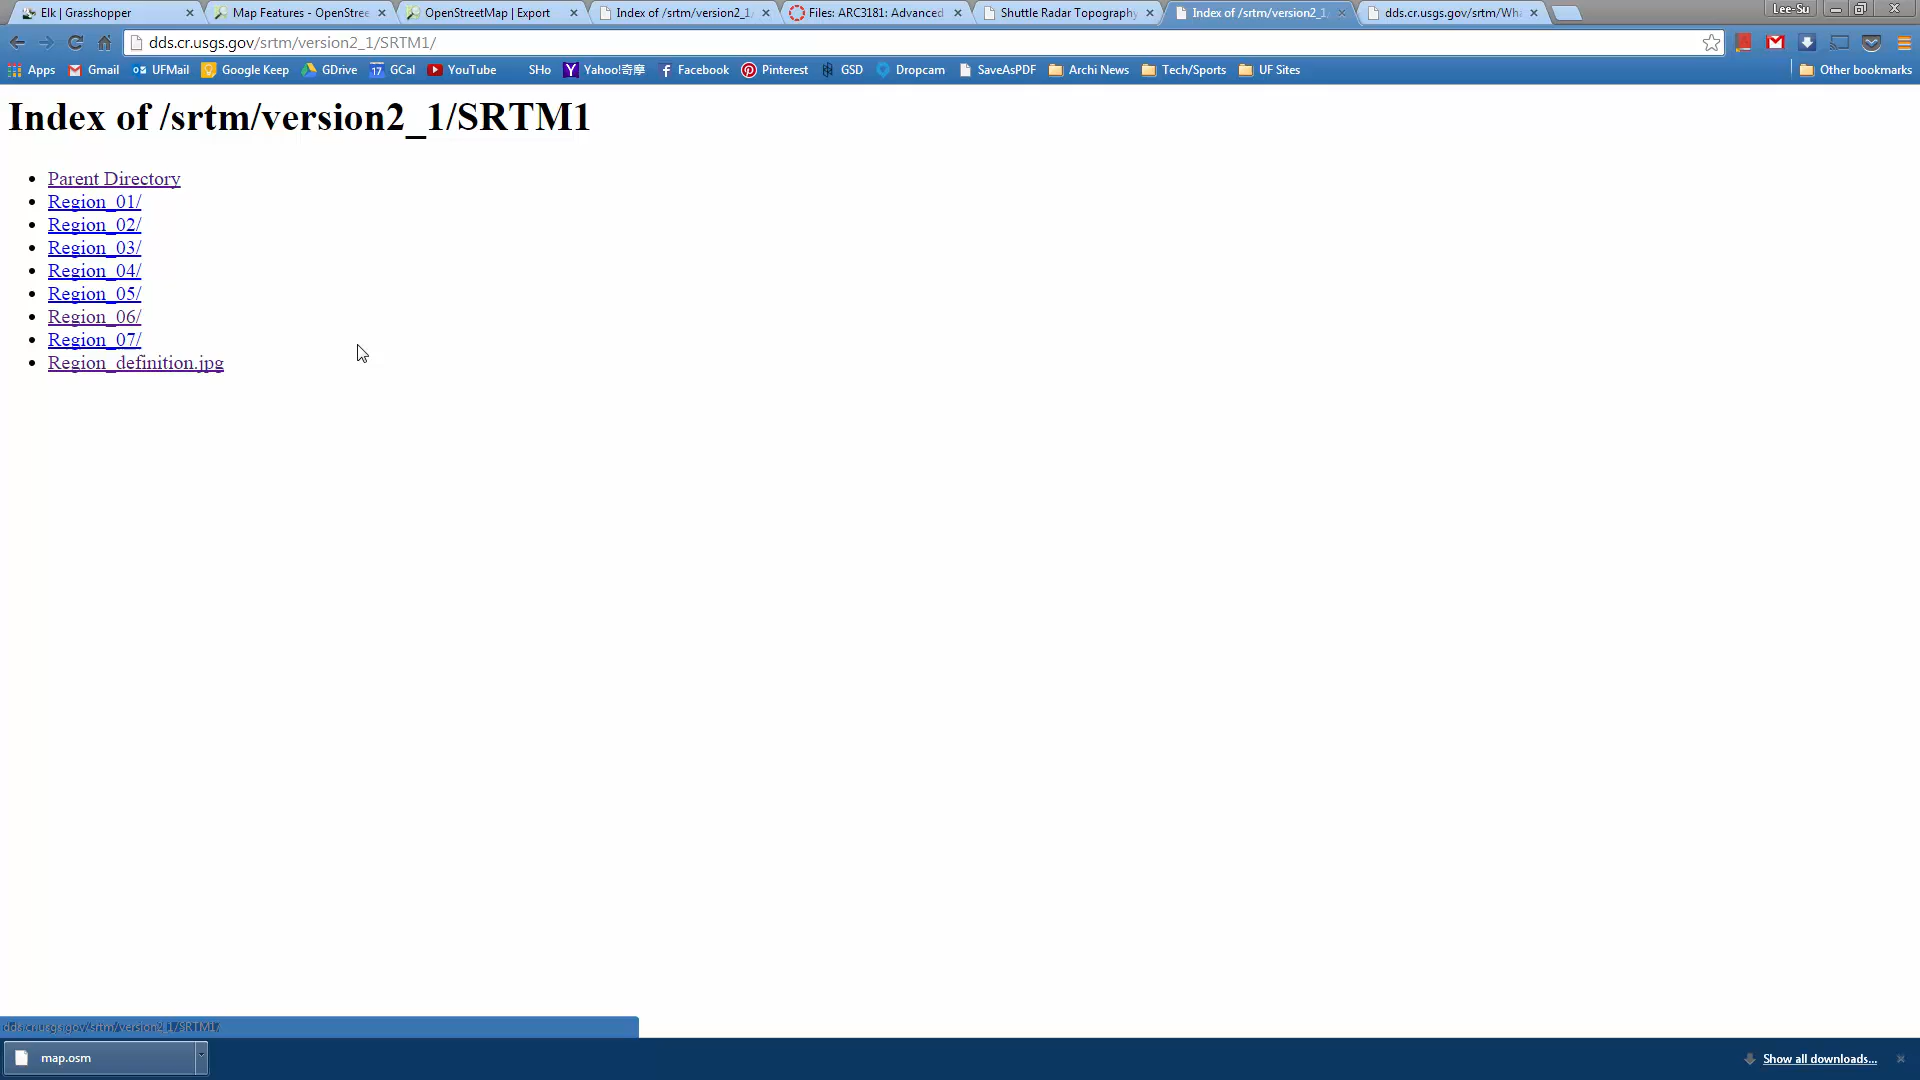 Elk | Grasshopper
Map Features - OpenStree
OpenStreetMap | Export
Index of /srtm/version2_1
Files: ARC3181: Advanced
Shuttle Radar Topography
Index of /srtm/version2_1
dds.cr.usgs.gov/srtm/Wha
Lee-Su
dds.cr.usgs.gov/srtm/version2_1/SRTM1/
Apps
Gmail
UFMail
Google Keep
GDrive
17 GCal
YouTube
SHo
Yahoo!奇摩
Facebook
Pinterest
GSD
Dropcam
SaveAsPDF
Archi News
Tech/Sports
UF Sites
Other bookmarks
Index of /srtm/version2_1/SRTM1
Parent Directory
Region_01/
Region_02/
Region_03/
Region_04/
Region_05/
Region_06/
Region_07/
Region_definition.jpg
dds.cr.usgs.gov/srtm/version2_1/SRTM1/
map.osm
Show all downloads...